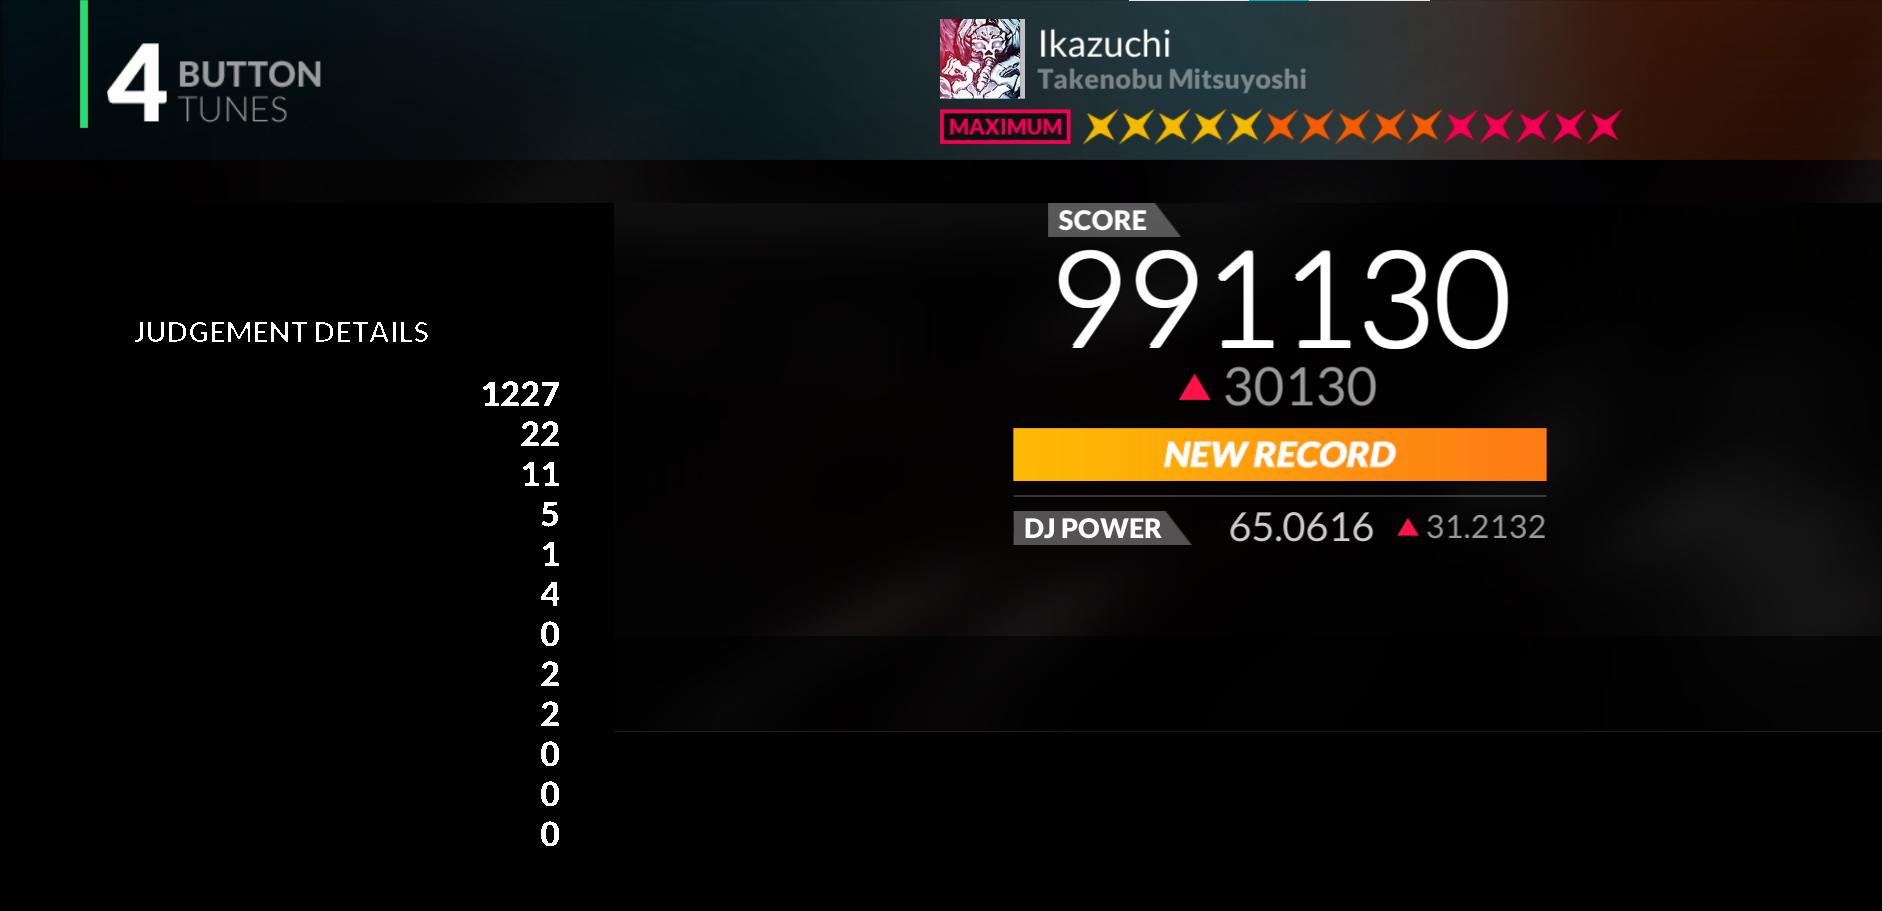 4 BUTTON
TUNES
Ikazuchi
Takenobu Mitsuyoshi
MAXIMUM
SCORE
991130
▲ 30130
NEW RECORD
DJ POWER 65.0616 ▲ 31.2132
JUDGEMENT DETAILS
1227
22
11
5
1
4
0
2
2
0
0
0